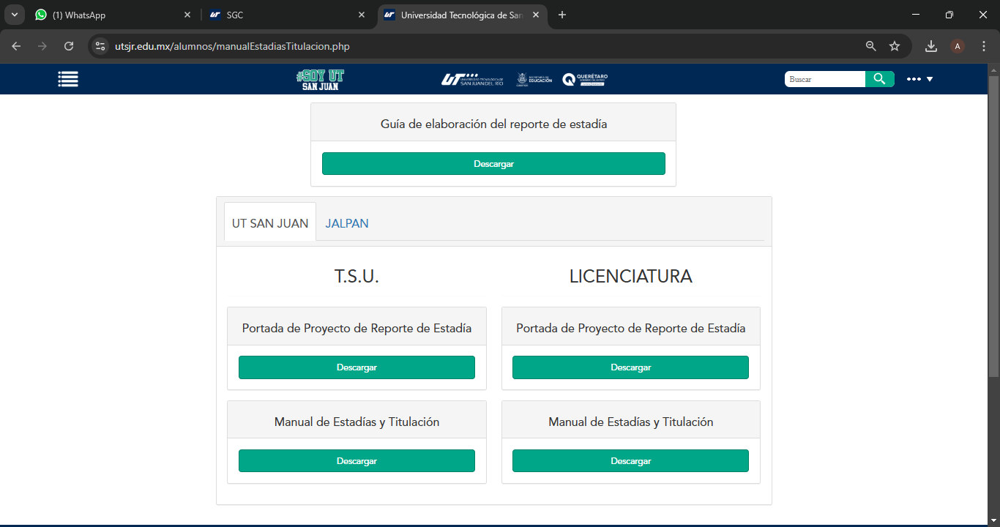 (1) WhatsApp
SGC
Universidad Tecnológica de San
utsjr.edu.mx/alumnos/manualEstadiasTitulacion.php
A
#SOY UT
SAN JUAN
UT
UNIVERSIDAD TECNOLÓGICA DE
SAN JUAN DEL RÍO
SECRETARÍA DE
EDUCACIÓN
QUERÉTARO
Buscar
Guía de elaboración del reporte de estadía
Descargar
UT SAN JUAN JALPAN
T.S.U. LICENCIATURA
Portada de Proyecto de Reporte de Estadía Portada de Proyecto de Reporte de Estadía
Descargar Descargar
Manual de Estadías y Titulación Manual de Estadías y Titulación
Descargar Descargar